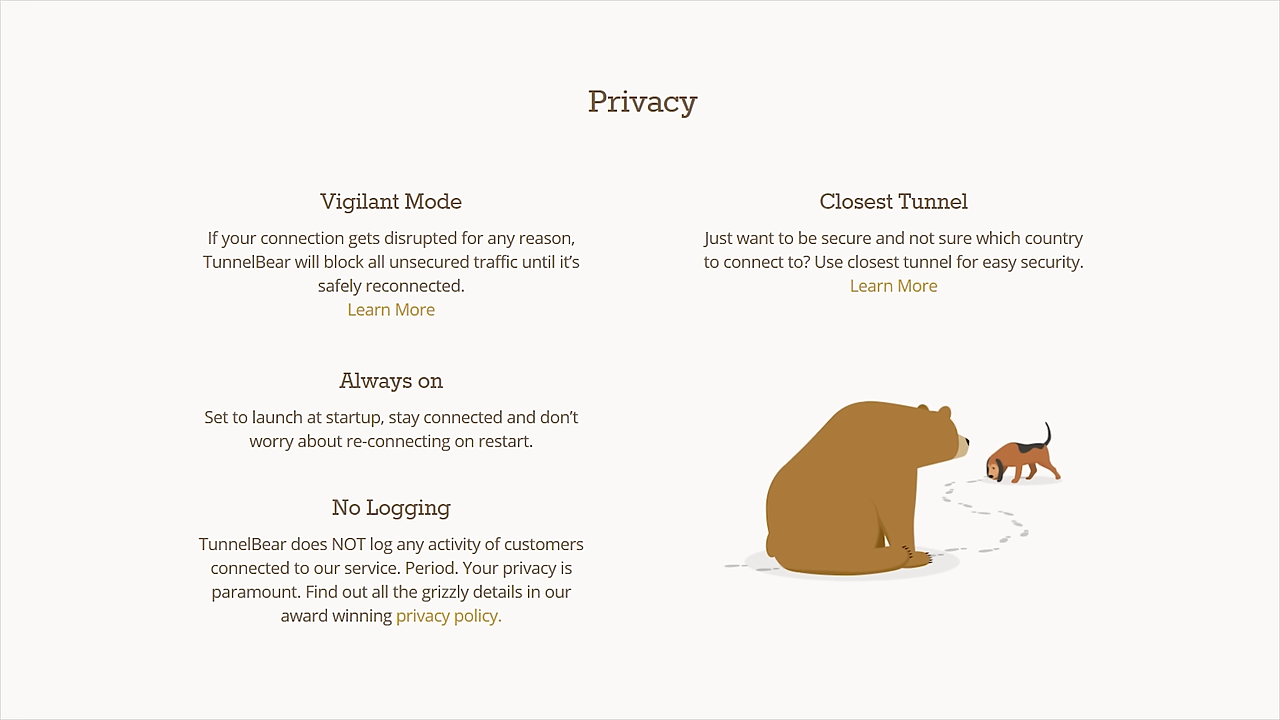 Privacy
Vigilant Mode
If your connection gets disrupted for any reason,
TunnelBear will block all unsecured traffic until it’s
safely reconnected.
Learn More
Always on
Set to launch at startup, stay connected and don’t
worry about re-connecting on restart.
No Logging
TunnelBear does NOT log any activity of customers
connected to our service. Period. Your privacy is
paramount. Find out all the grizzly details in our
award winning privacy policy.
Closest Tunnel
Just want to be secure and not sure which country
to connect to? Use closest tunnel for easy security.
Learn More